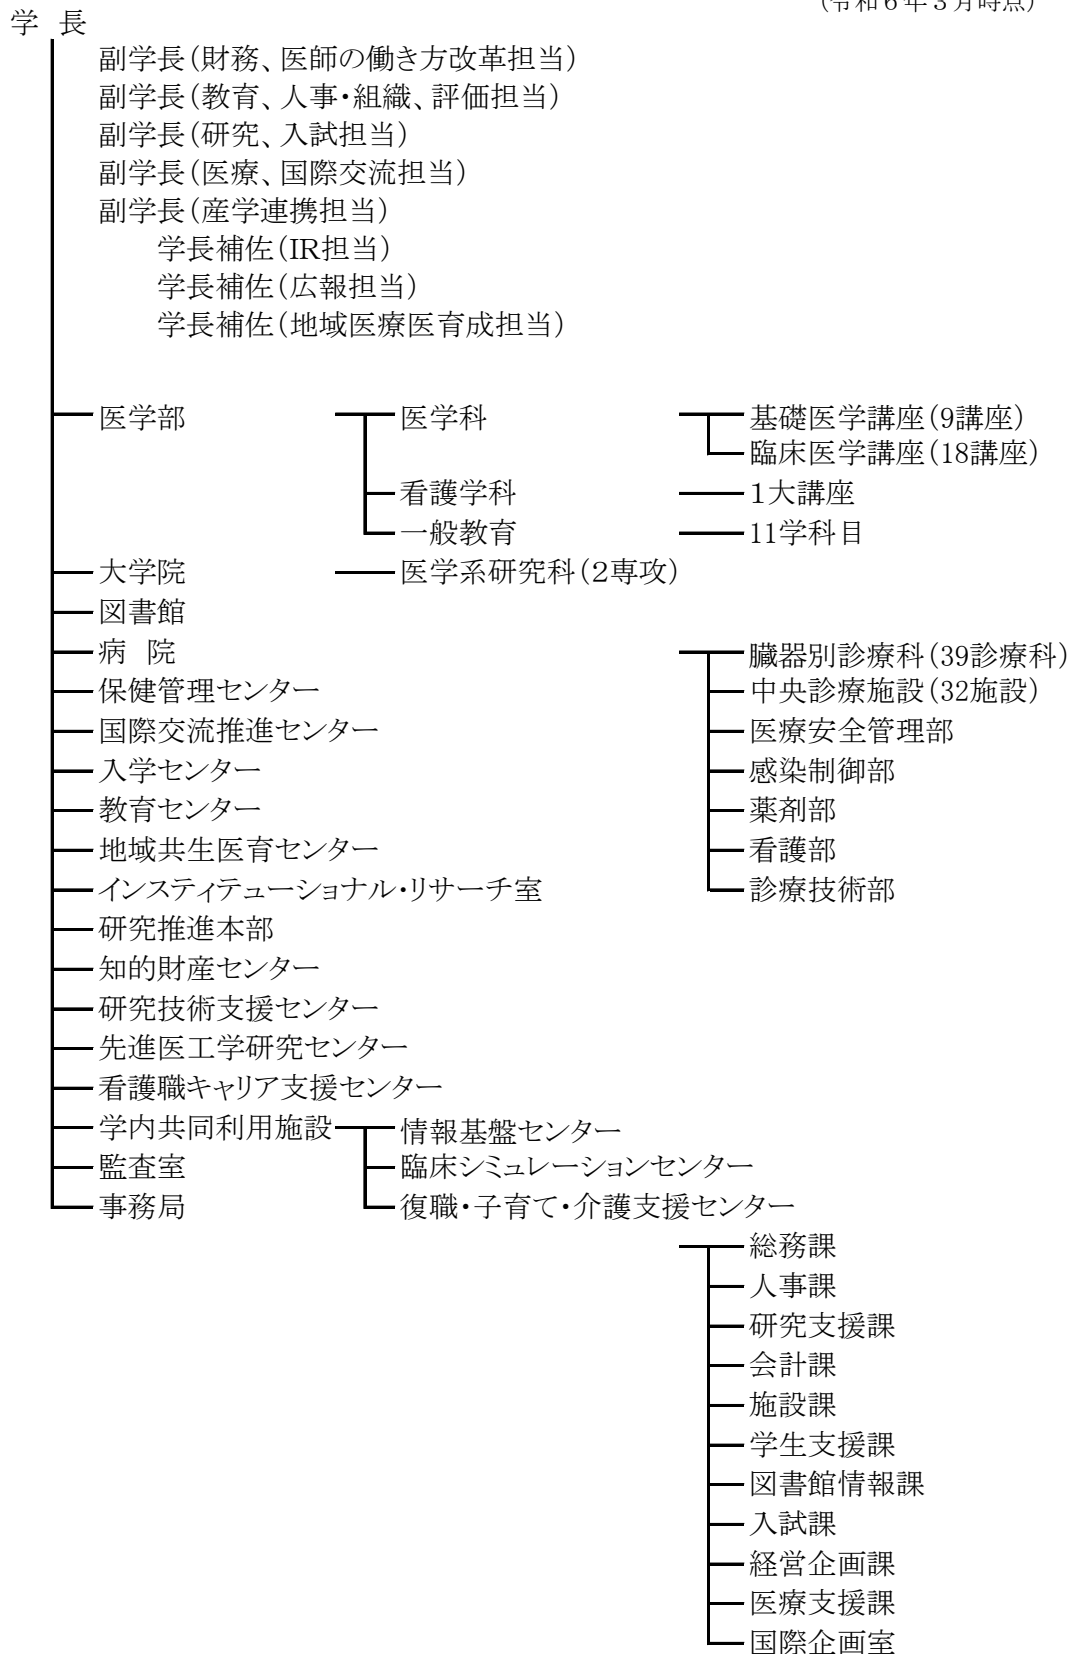 (令和６年３月時点)
学 長
副学長(財務、医師の働き方改革担当)
副学長(教育、人事・組織、評価担当)
副学長(研究、入試担当)
副学長(医療、国際交流担当)
副学長(産学連携担当)
学長補佐(IR担当)
学長補佐(広報担当)
学長補佐(地域医療医育成担当)
医学部 医学科 基礎医学講座(9講座)
臨床医学講座(18講座)
看護学科 1大講座
一般教育 11学科目
大学院 医学系研究科(2専攻)
図書館
病 院 臓器別診療科(39診療科)
保健管理センター 中央診療施設(32施設)
国際交流推進センター 医療安全管理部
入学センター 感染制御部
教育センター 薬剤部
地域共生医育センター 看護部
インスティテューショナル・リサーチ室 診療技術部
研究推進本部
知的財産センター
研究技術支援センター
先進医工学研究センター
看護職キャリア支援センター
学内共同利用施設 情報基盤センター
監査室 臨床シミュレーションセンター
事務局 復職・子育て・介護支援センター
総務課
人事課
研究支援課
会計課
施設課
学生支援課
図書館情報課
入試課
経営企画課
医療支援課
国際企画室